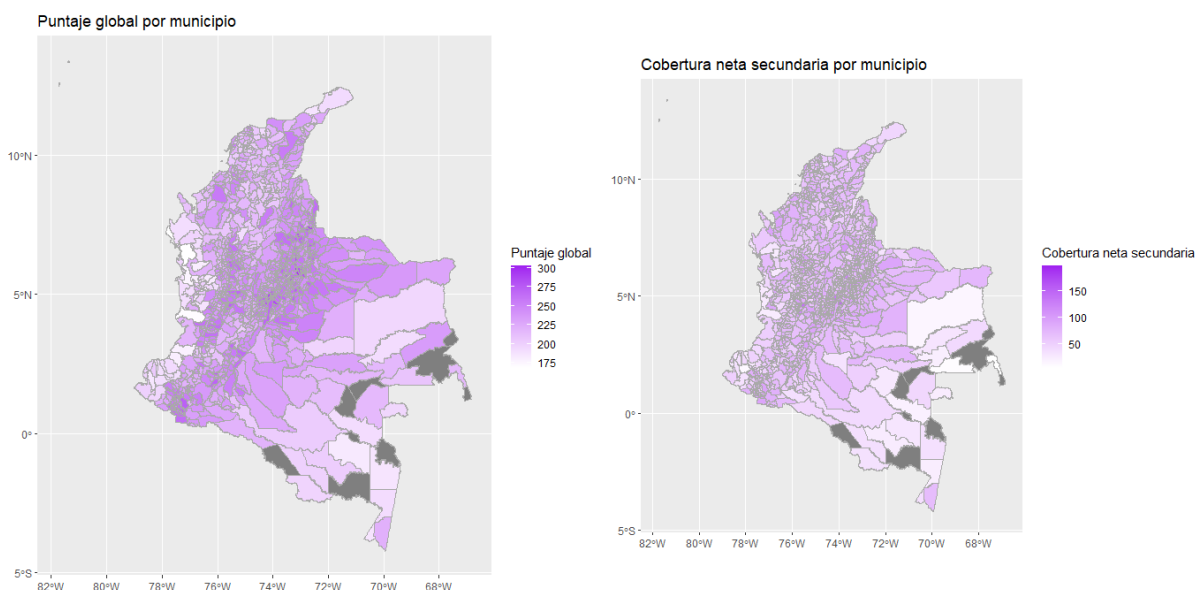 Puntaje global por municipio
10°N
5°N
0°
5°S
82°W 80°W 78°W 76°W 74°W 72°W 70°W 68°W
Puntaje global
300
275
250
225
200
175
Cobertura neta secundaria por municipio
10°N
5°N
0°
5°S
82°W 80°W 78°W 76°W 74°W 72°W 70°W 68°W
Cobertura neta secundaria
150
100
50